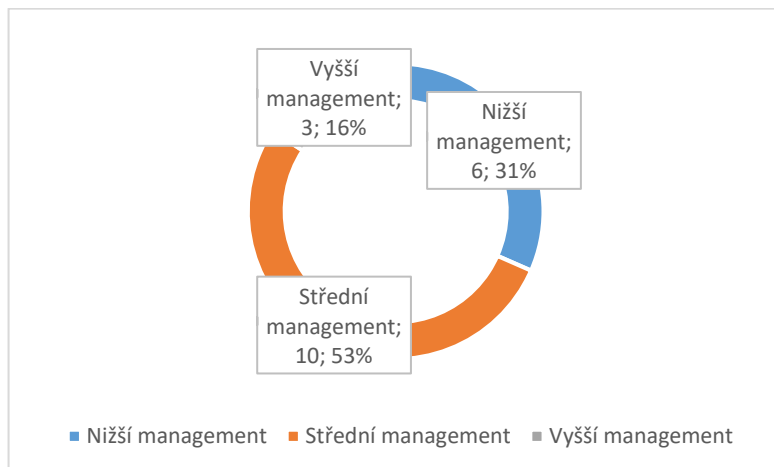 Vyšší
management;
3; 16%
Nižší
management;
6; 31%
Střední
management;
10; 53%
Nižší management Střední management Vyšší management